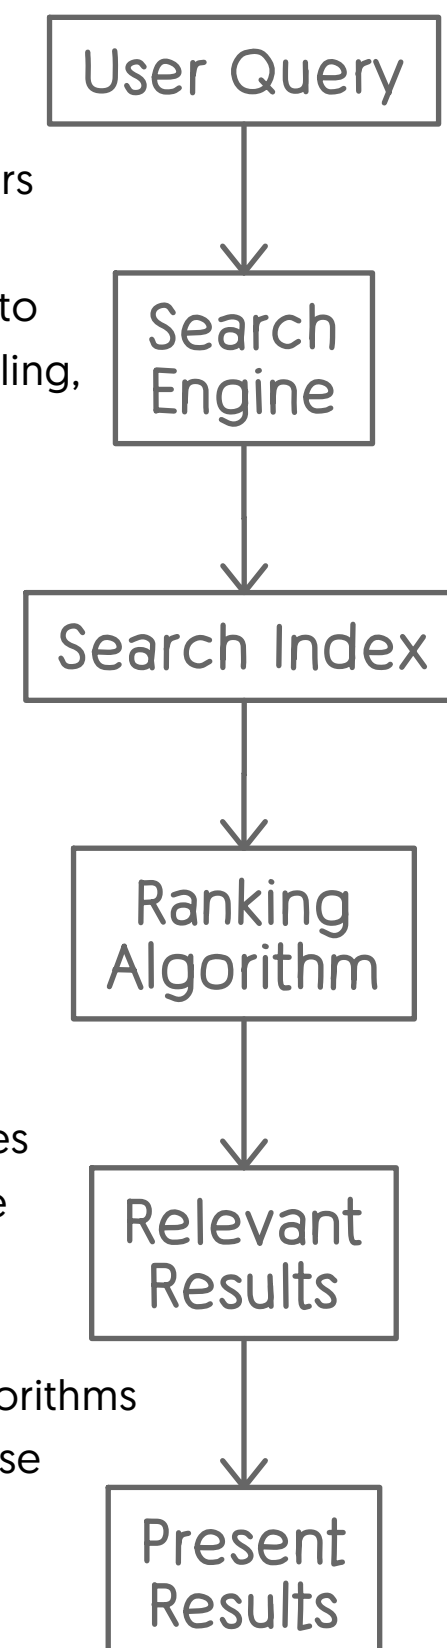 User Query
rs
to
Search
ling,
Engine
Search Index
Ranking
Algorithm
es
e
Relevant
Results
orithms
se
Present
Results